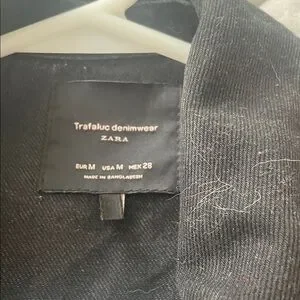 Trafaluc denimwear
ZARA
EUR M USA M MEX 28
MADE IN BANGLADESH